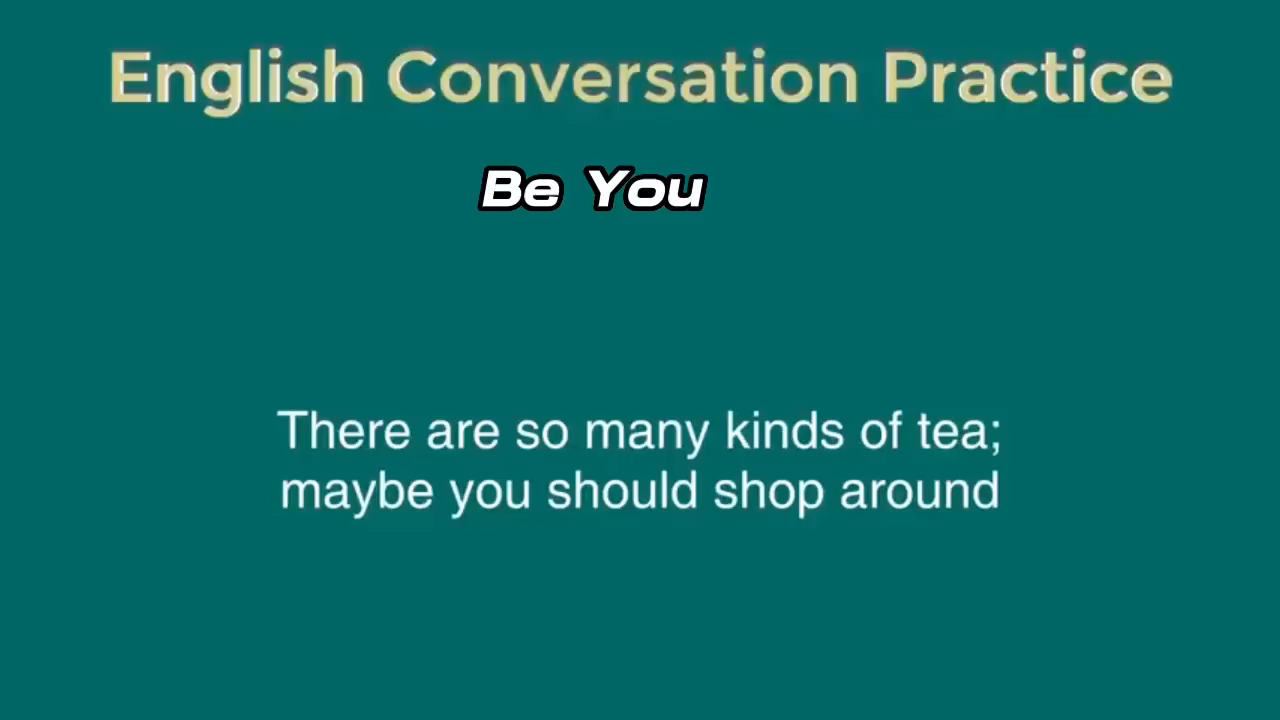 English Conversation Practice
Be You
There are so many kinds of tea;
maybe you should shop around